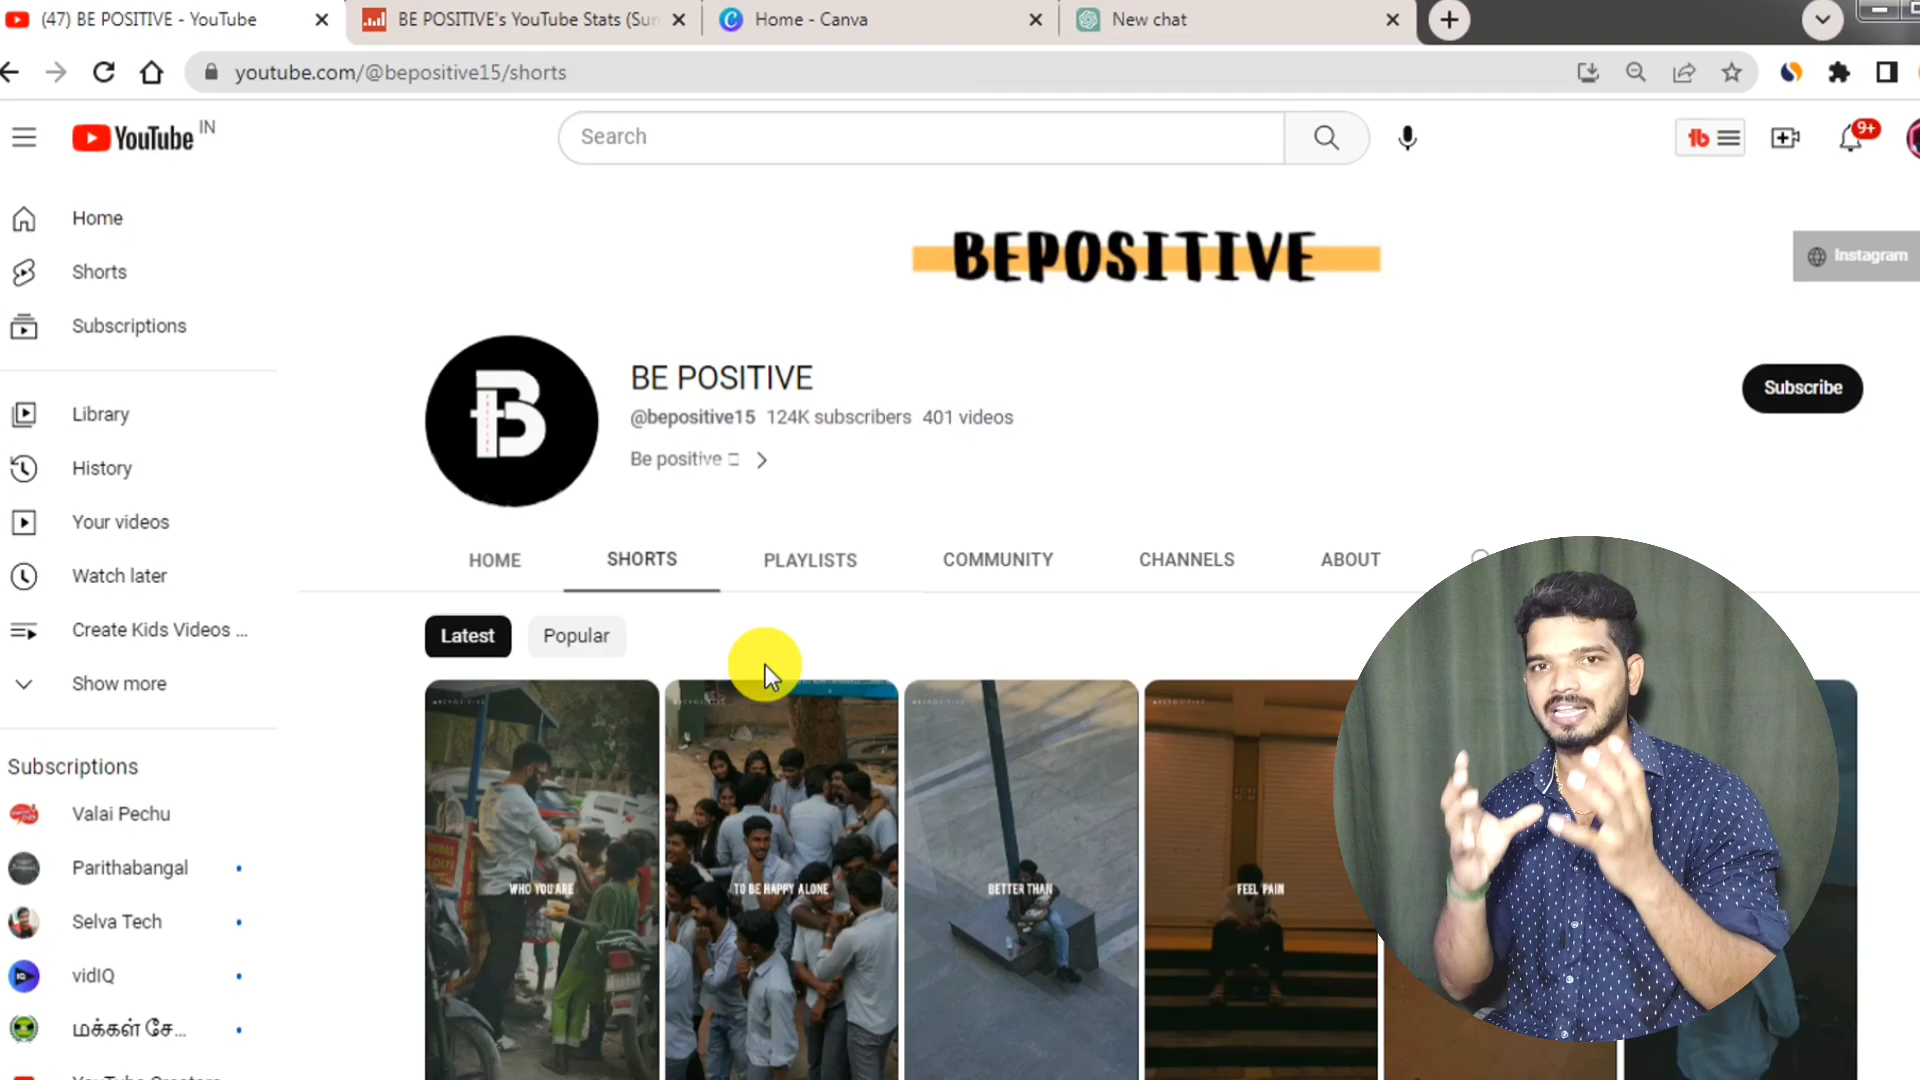 (47) BE POSITIVE - YouTube
BE POSITIVE's YouTube Stats (Sum
Home - Canva
New chat
youtube.com/@bepositive15/shorts
YouTube IN
Search
9+
Home
Shorts
Subscriptions
Library
History
Your videos
Watch later
Create Kids Videos ...
Show more
Subscriptions
Valai Pechu
Parithabangal
Selva Tech
vidIQ
மக்கள் சே...
BEPOSITIVE
Instagram
BE POSITIVE
@bepositive15 124K subscribers 401 videos
Be positive
Subscribe
HOME
SHORTS
PLAYLISTS
COMMUNITY
CHANNELS
ABOUT
Latest
Popular
WHO YOU ARE
TO BE HAPPY ALONE
BETTER THAN
FEEL PAIN